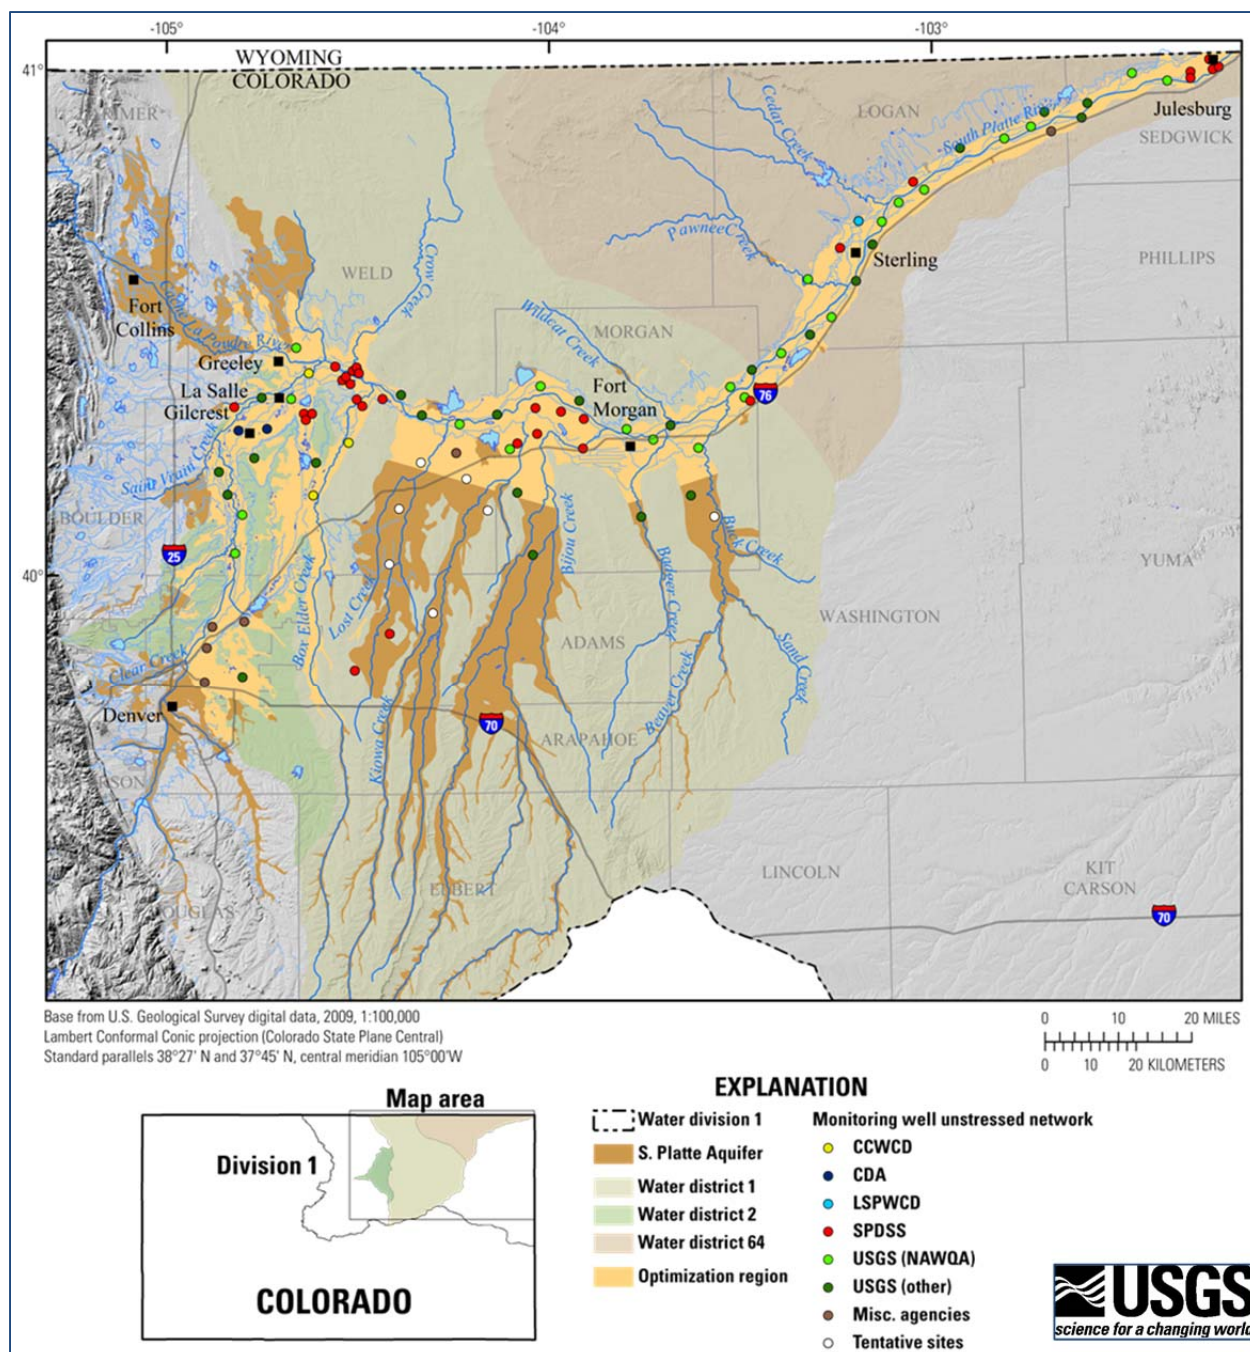 -105°
-104°
-103°
41°
WYOMING
COLORADO
LARIMER
Cedar Creek
LOGAN
South Platte River
Julesburg
SEDGWICK
Crow Creek
PawneeCreek
WELD
Sterling
PHILLIPS
Fort
Collins
Cache La Poudre River
Wildcat Creek
MORGAN
Greeley
La Salle
Gilcrest
Fort
Morgan
76
Saint Vrain Creek
BOULDER
25
Bijou Creek
Buck Creek
YUMA
40°
Box Elder Creek
Lost Creek
Badger Creek
WASHINGTON
ADAMS
Sand Creek
Clear Creek
Beaver Creek
Denver
Kiowa Creek
70
ARAPAHOE
ELBERT
LINCOLN
KIT
CARSON
DOUGLAS
70
Base from U.S. Geological Survey digital data, 2009, 1:100,000
Lambert Conformal Conic projection (Colorado State Plane Central)
Standard parallels 38°27' N and 37°45' N, central meridian 105°00'W
0 10 20 MILES
0 10 20 KILOMETERS
Map area
Division 1
COLORADO
EXPLANATION
Water division 1
S. Platte Aquifer
Water district 1
Water district 2
Water district 64
Optimization region
Monitoring well unstressed network
CCWCD
CDA
LSPWCD
SPDSS
USGS (NAWQA)
USGS (other)
Misc. agencies
Tentative sites
USGS
science for a changing world